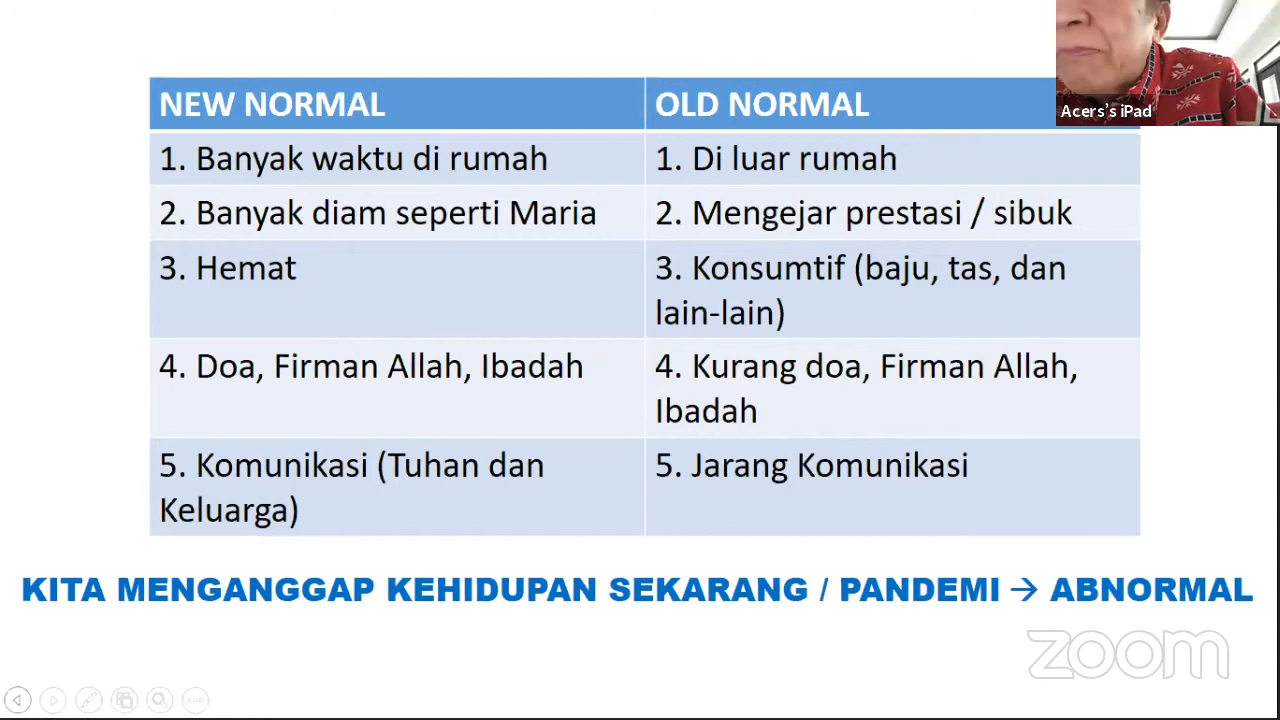 NEW NORMAL
OLD NORMAL
Acers's iPad
1. Banyak waktu di rumah
1. Di luar rumah
2. Banyak diam seperti Maria
2. Mengejar prestasi / sibuk
3. Hemat
3. Konsumtif (baju, tas, dan
lain-lain)
4. Doa, Firman Allah, Ibadah
4. Kurang doa, Firman Allah,
Ibadah
5. Komunikasi (Tuhan dan
Keluarga)
5. Jarang Komunikasi
KITA MENGANGGAP KEHIDUPAN SEKARANG / PANDEMI → ABNORMAL
zoom